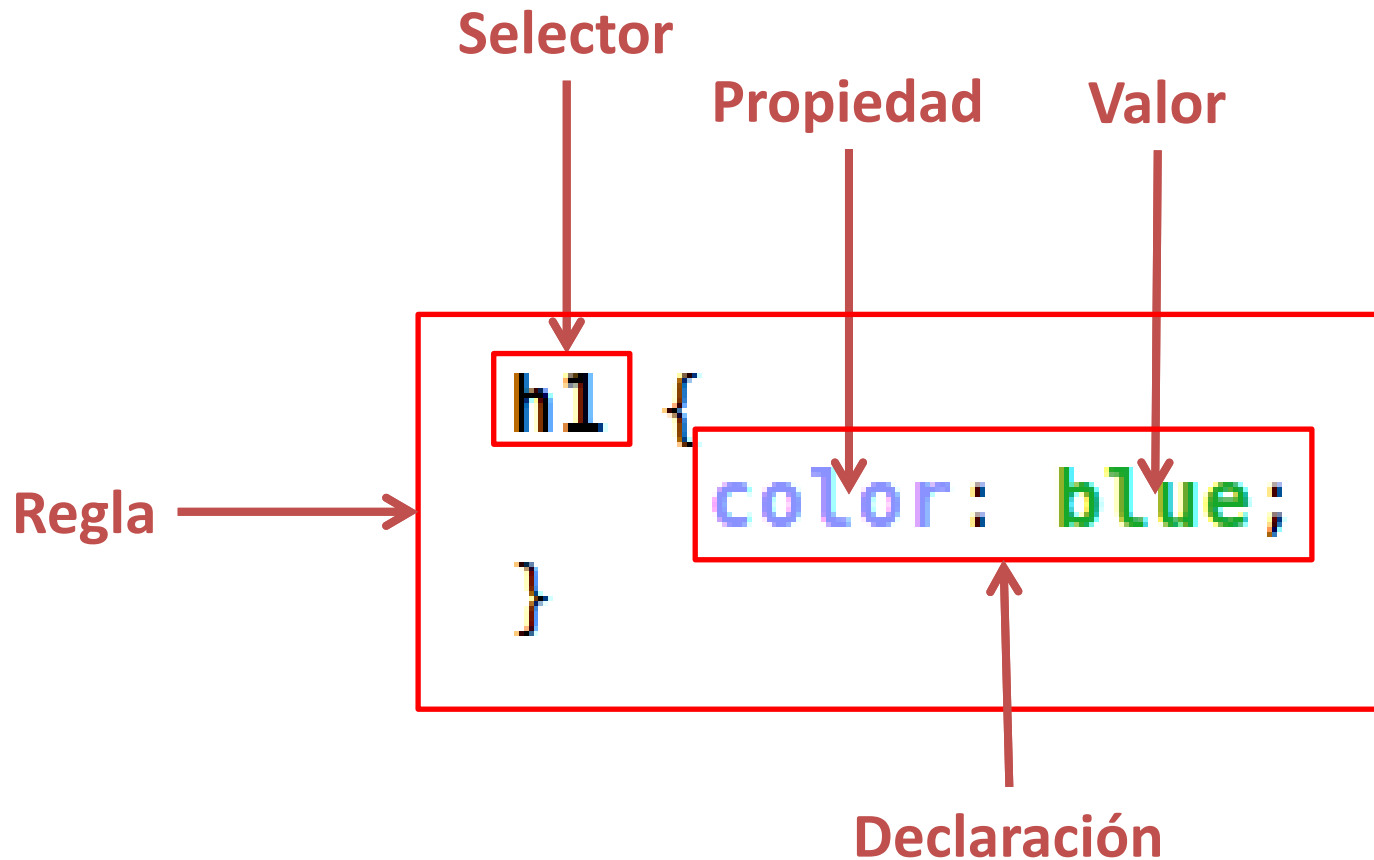 Selector
Propiedad
Valor
h1 {
Regla
color: blue;
}
Declaración